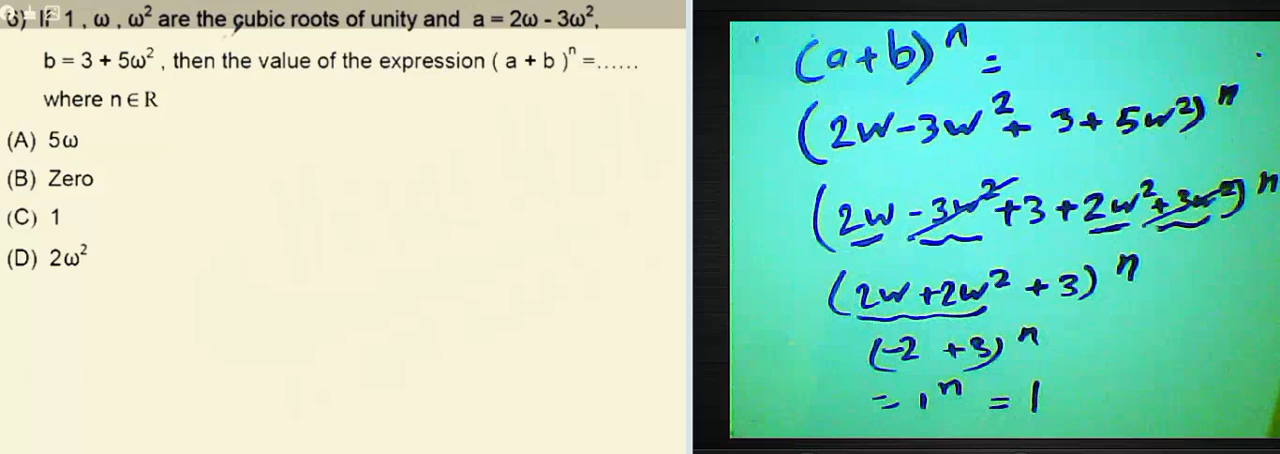 6) If 1 , ω , ω² are the cubic roots of unity and a = 2ω - 3ω²,
b = 3 + 5ω² , then the value of the expression ( a + b )ⁿ =......
where n ∈ R
(A) 5ω
(B) Zero
(C) 1
(D) 2ω²
(a+b)ⁿ =
(2w-3w² + 3+ 5w²)ⁿ
(2w -3w² +3 +2w² +3w²)ⁿ
(2w +2w² +3)ⁿ
(-2 +3)ⁿ
= 1ⁿ = 1